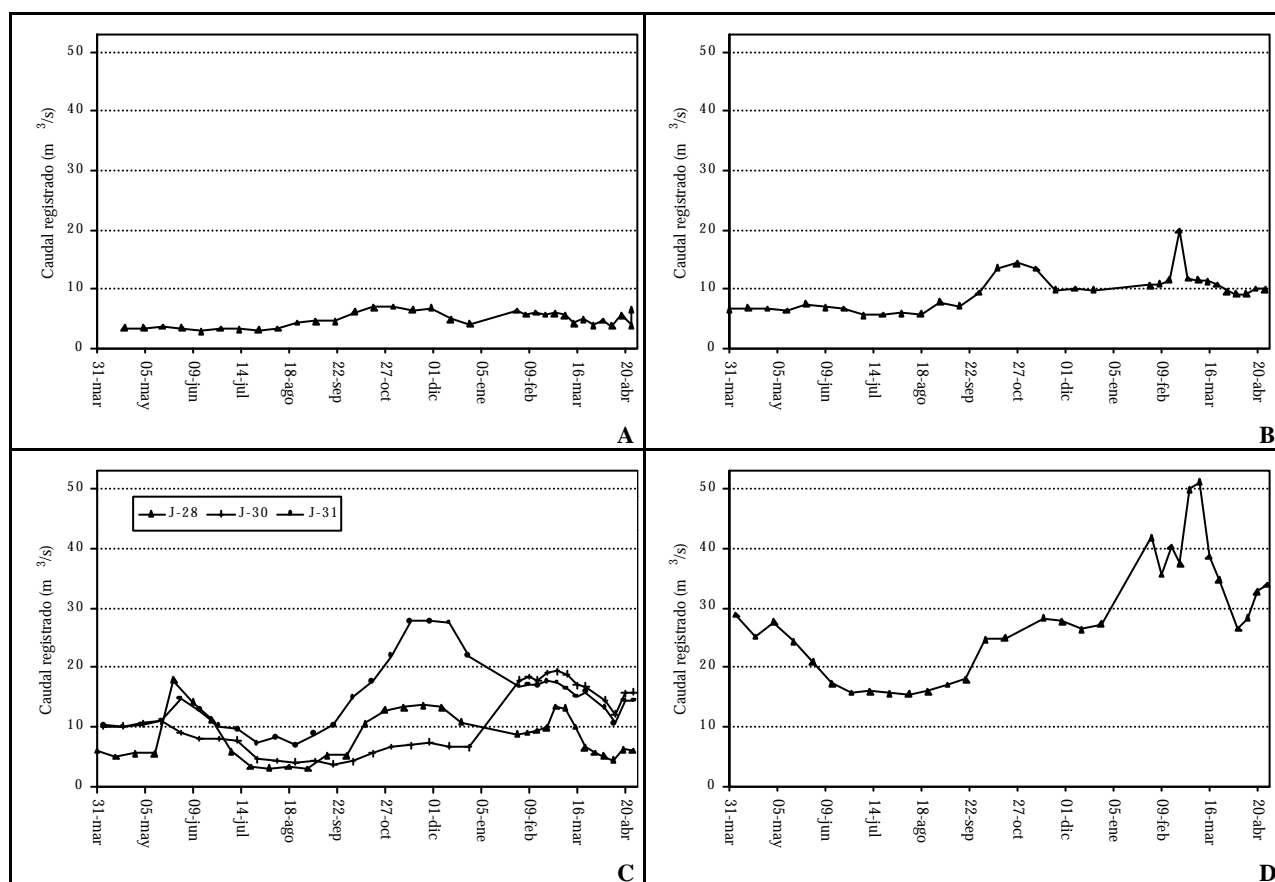 50
40
30
20
10
0
Caudal registrado (m 3/s)
31-mar
05-may
09-jun
14-jul
18-ago
22-sep
27-oct
01-dic
05-ene
09-feb
16-mar
20-abr
A
50
40
30
20
10
0
Caudal registrado (m 3/s)
31-mar
05-may
09-jun
14-jul
18-ago
22-sep
27-oct
01-dic
05-ene
09-feb
16-mar
20-abr
B
50
40
30
20
10
0
Caudal registrado (m 3/s)
J-28 J-30 J-31
31-mar
05-may
09-jun
14-jul
18-ago
22-sep
27-oct
01-dic
05-ene
09-feb
16-mar
20-abr
C
50
40
30
20
10
0
Caudal registrado (m 3/s)
31-mar
05-may
09-jun
14-jul
18-ago
22-sep
27-oct
01-dic
05-ene
09-feb
16-mar
20-abr
D